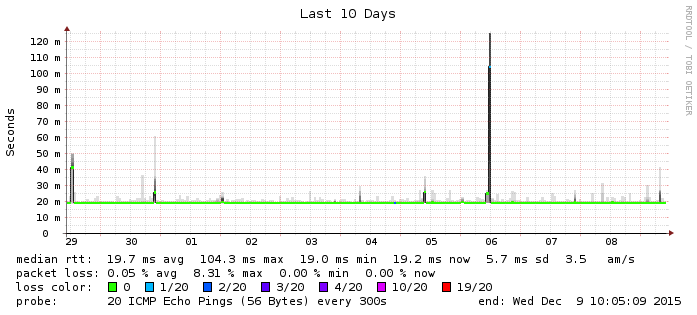 Last 10 Days
RRDTOOL / TOBI OETIKER
Seconds
120 m
110 m
100 m
90 m
80 m
70 m
60 m
50 m
40 m
30 m
20 m
10 m
0
29 30 01 02 03 04 05 06 07 08
median rtt: 19.7 ms avg 104.3 ms max 19.0 ms min 19.2 ms now 5.7 ms sd 3.5 am/s
packet loss: 0.05 % avg 8.31 % max 0.00 % min 0.00 % now
loss color: 0 1/20 2/20 3/20 4/20 10/20 19/20
probe: 20 ICMP Echo Pings (56 Bytes) every 300s end: Wed Dec 9 10:05:09 2015